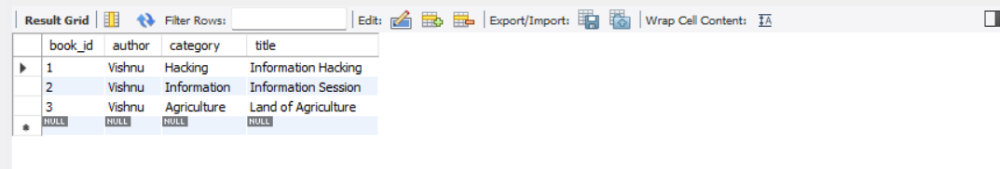 Result Grid Filter Rows: Edit: Export/Import: Wrap Cell Content: IA
book_id author category title
1 Vishnu Hacking Information Hacking
2 Vishnu Information Information Session
3 Vishnu Agriculture Land of Agriculture
NULL NULL NULL NULL